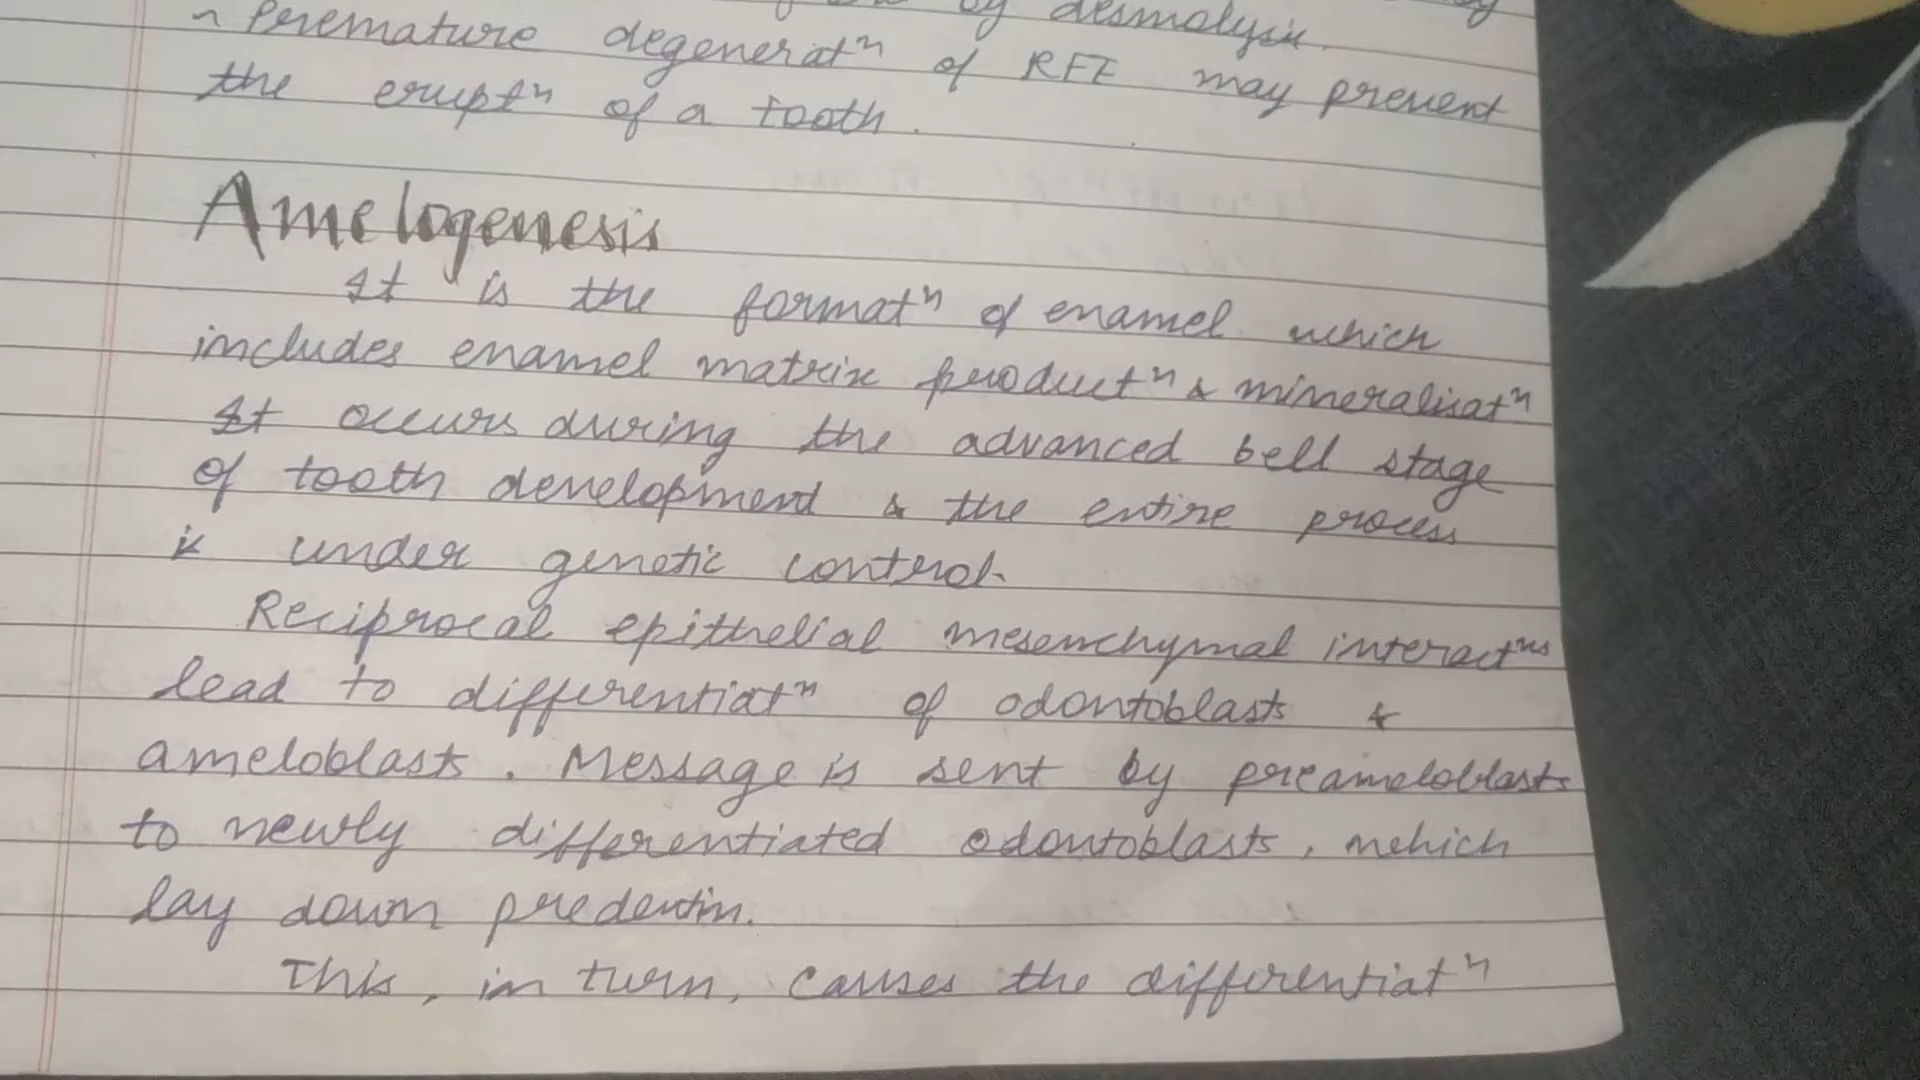 by desmolysis.
~ Premature degeneratⁿ of REE may prevent
the eruptⁿ of a tooth.
Amelogenesis
It is the formatⁿ of enamel which
includes enamel matrix productⁿ & mineralisatⁿ
It occurs during the advanced bell stage
of tooth development & the entire process
is under genetic control.
Reciprocal epithelial mesenchymal interactⁿˢ
lead to differentiatⁿ of odontoblasts &
ameloblasts. Message is sent by preameloblasts
to newly differentiated odontoblasts, which
lay down predentin.
This, in turn, causes the differentiatⁿ